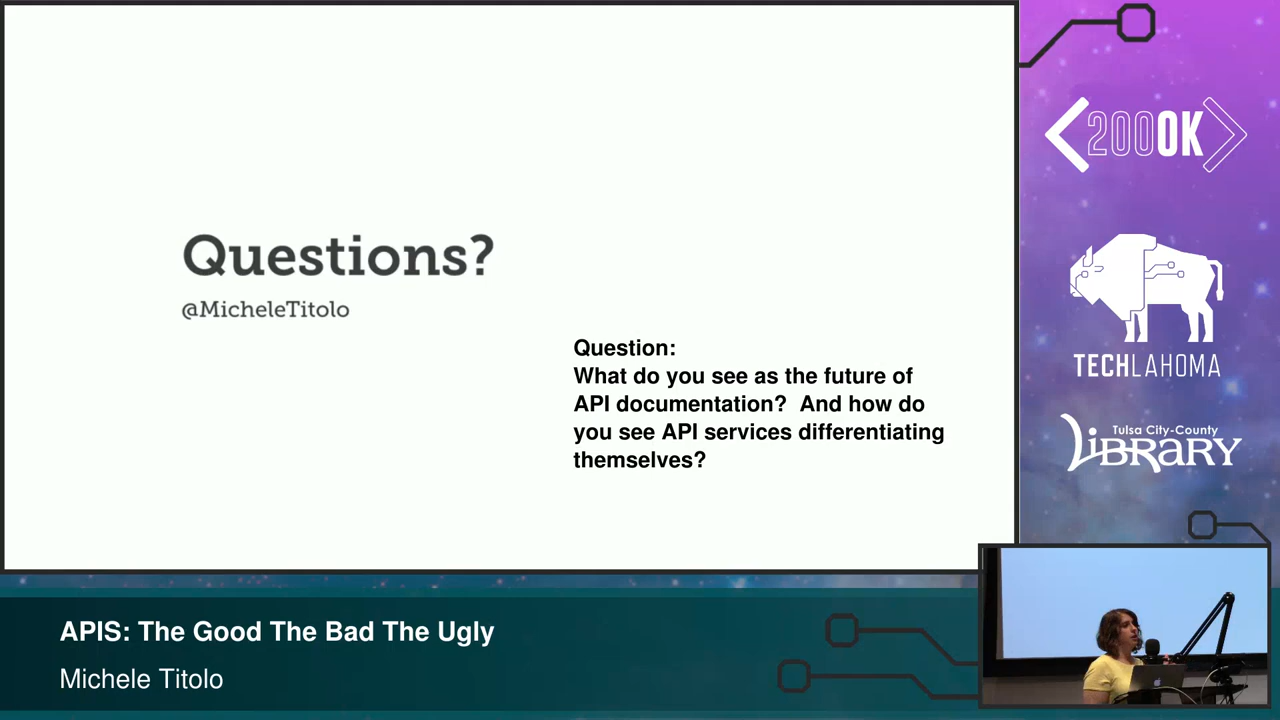 Questions?
@MicheleTitolo
Question:
What do you see as the future of
API documentation?  And how do
you see API services differentiating
themselves?
200OK
TECHLAHOMA
Tulsa City-County
LIBRARY
APIS: The Good The Bad The Ugly
Michele Titolo